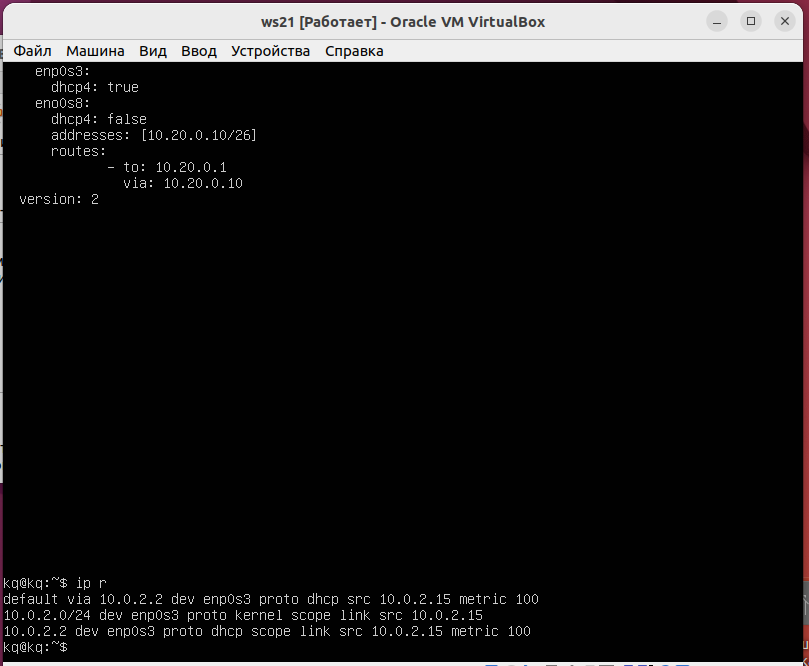 ws21 [Работает] - Oracle VM VirtualBox
Файл Машина Вид Ввод Устройства Справка
    enp0s3:
      dhcp4: true
    eno0s8:
      dhcp4: false
      addresses: [10.20.0.10/26]
      routes:
             - to: 10.20.0.1
               via: 10.20.0.10
  version: 2
kq@kq:~$ ip r
default via 10.0.2.2 dev enp0s3 proto dhcp src 10.0.2.15 metric 100
10.0.2.0/24 dev enp0s3 proto kernel scope link src 10.0.2.15
10.0.2.2 dev enp0s3 proto dhcp scope link src 10.0.2.15 metric 100
kq@kq:~$